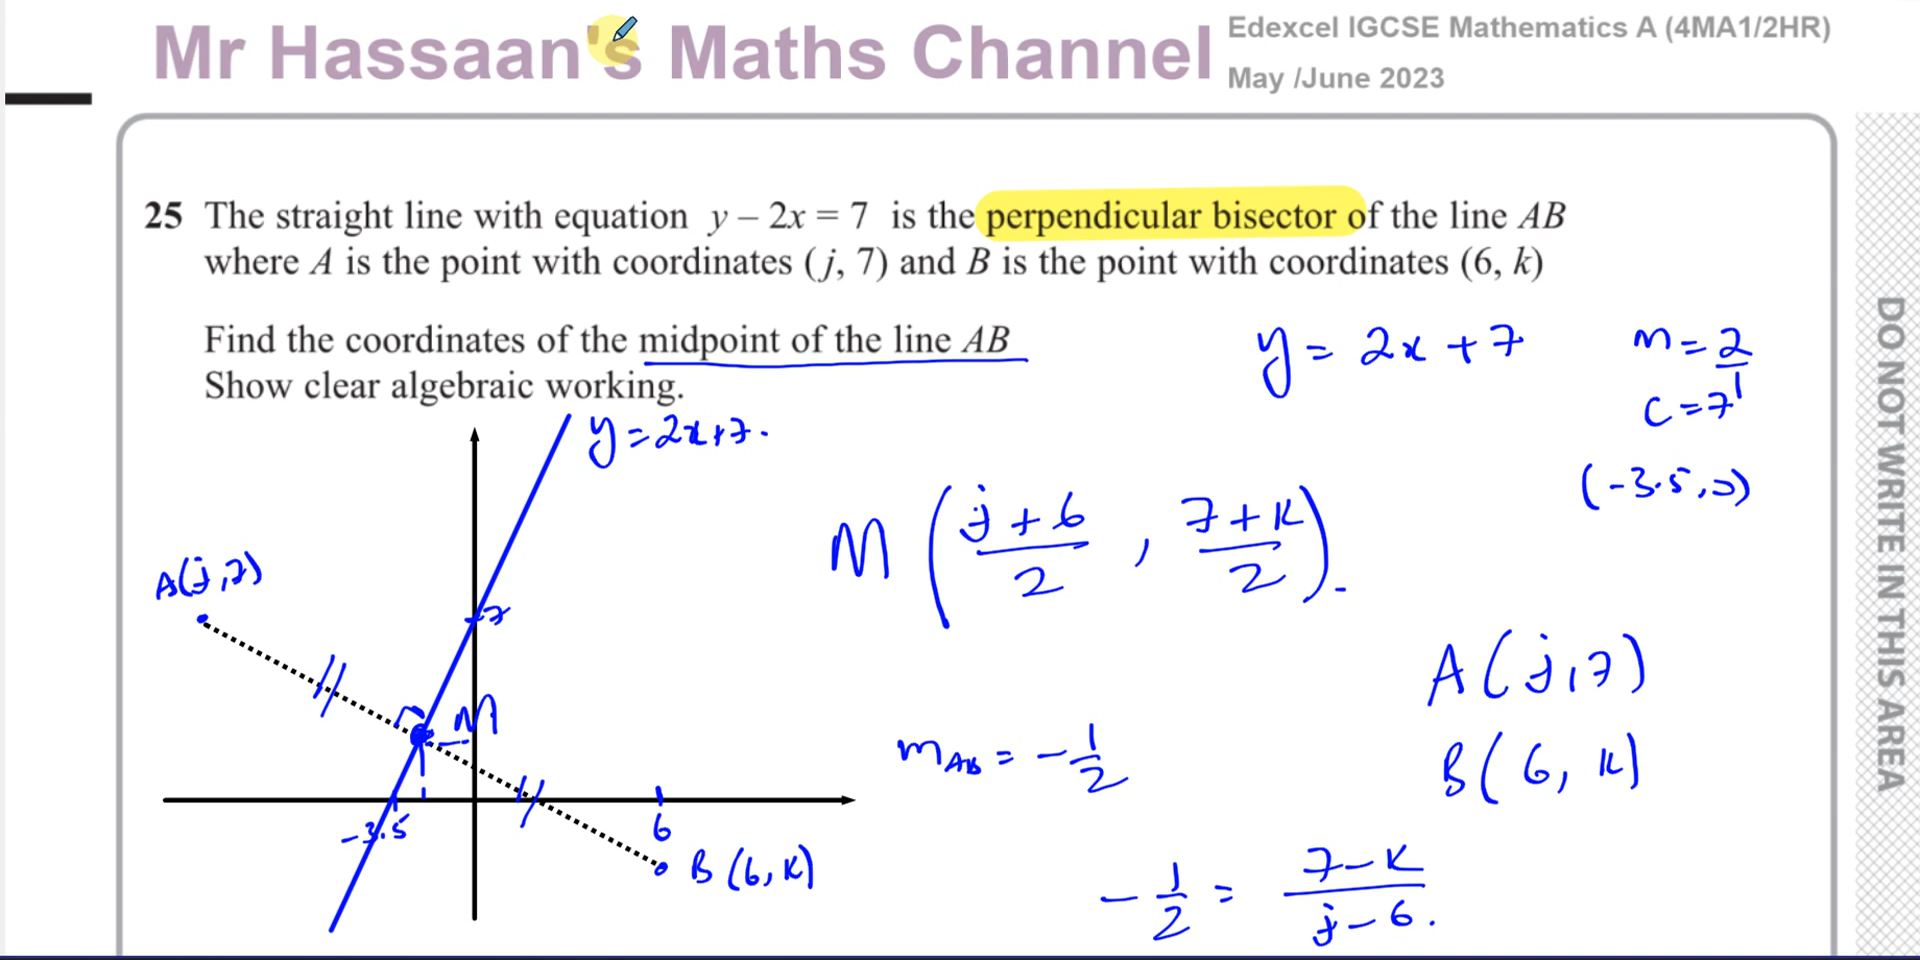 Mr Hassaan's Maths Channel
Edexcel IGCSE Mathematics A (4MA1/2HR)
May /June 2023
25 The straight line with equation y – 2x = 7 is the perpendicular bisector of the line AB
where A is the point with coordinates (j, 7) and B is the point with coordinates (6, k)
Find the coordinates of the midpoint of the line AB
Show clear algebraic working.
y = 2x + 7
m = 2/1
c = 7
(-3.5, 0)
y = 2x+7.
M ( (j+6)/2 , (7+k)/2 ).
A(j,7)
7
M
-3.5
6
B (6, k)
A(j,7)
B(6, k)
m AB = -1/2
-1/2 = (7-k)/(j-6).
DO NOT WRITE IN THIS AREA